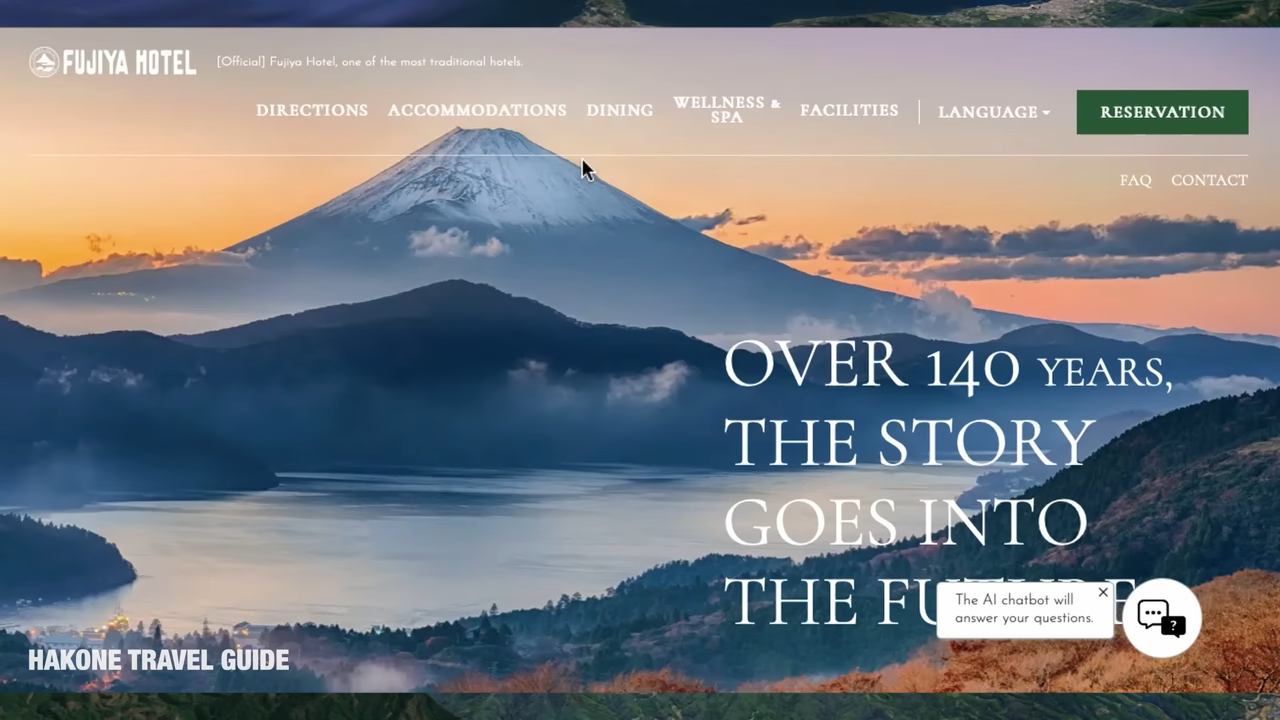 FUJIYA HOTEL
[Official] Fujiya Hotel, one of the most traditional hotels.
DIRECTIONS ACCOMMODATIONS DINING WELLNESS & SPA FACILITIES LANGUAGE RESERVATION
FAQ CONTACT
OVER 140 YEARS,
THE STORY
GOES INTO
THE
The AI chatbot will
answer your questions.
?
HAKONE TRAVEL GUIDE